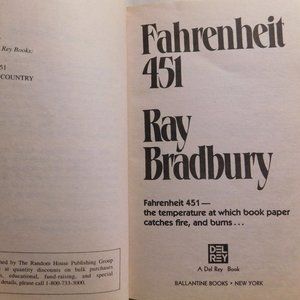 Rey Books:
51
COUNTRY
by The Random House Publishing Group
at quantity discounts on bulk purchases
education, fund-raising, and special
details, please call 1-800-733-3000.
Fahrenheit
451
Ray
Bradbury
Fahrenheit 451—
the temperature at which book paper
catches fire, and burns . . .
DEL
REY
A Del Rey Book
BALLANTINE BOOKS • NEW YORK